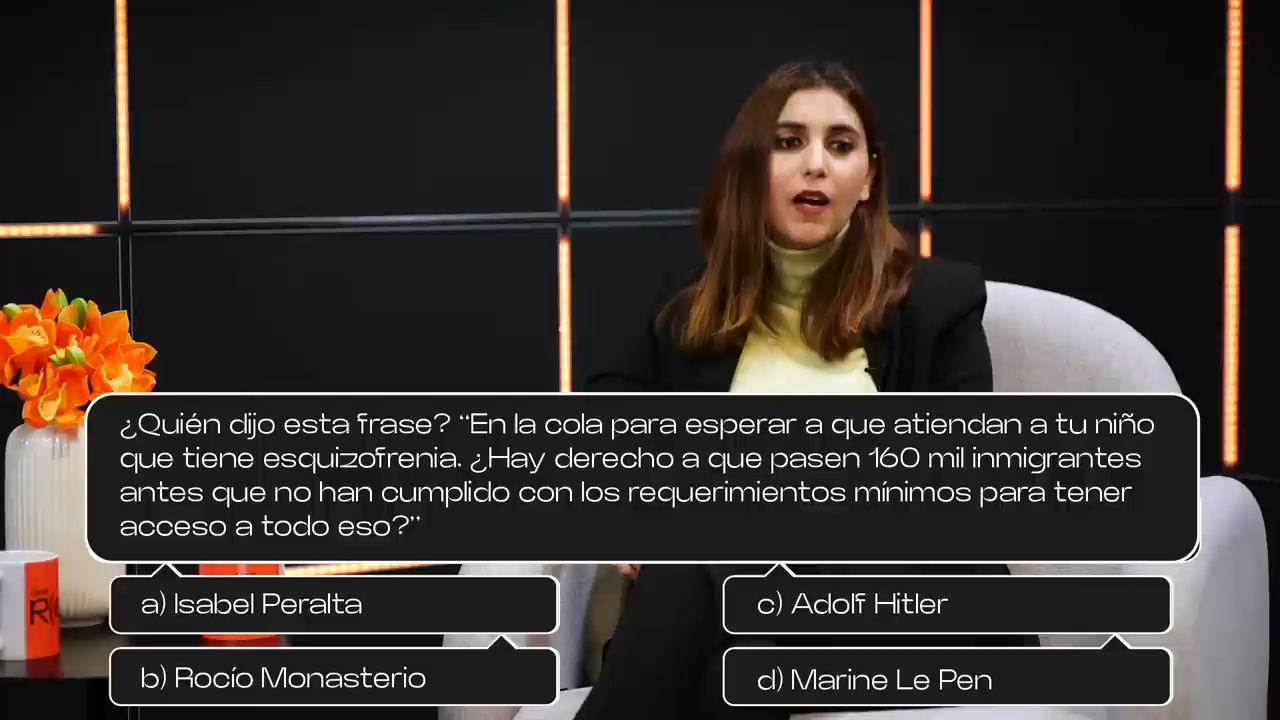 ¿Quién dijo esta frase? “En la cola para esperar a que atiendan a tu niño
que tiene esquizofrenia. ¿Hay derecho a que pasen 160 mil inmigrantes
antes que no han cumplido con los requerimientos mínimos para tener
acceso a todo eso?”
a) Isabel Peralta
b) Rocío Monasterio
c) Adolf Hitler
d) Marine Le Pen